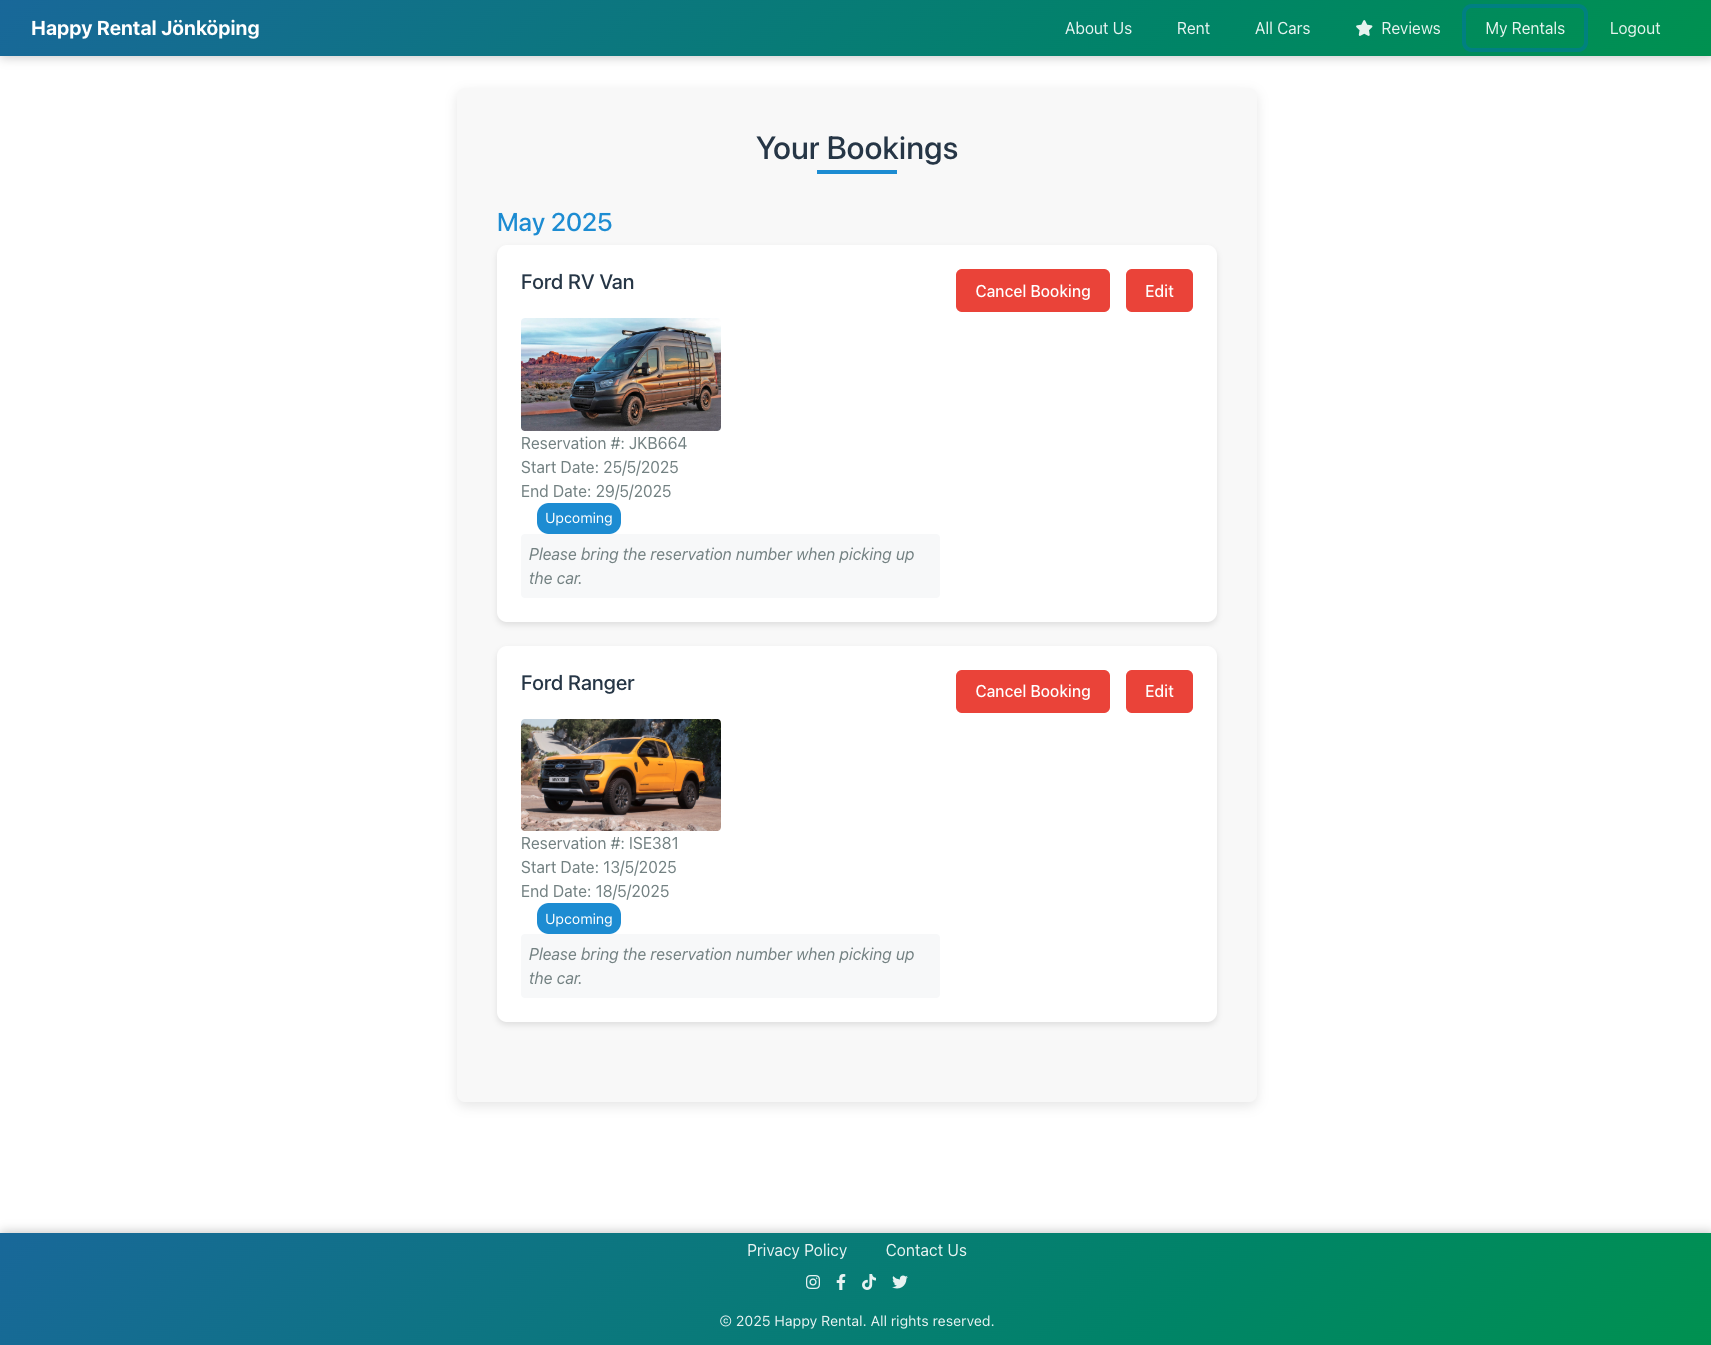 Happy Rental Jönköping
About Us
Rent
All Cars
Reviews
My Rentals
Logout
Your Bookings
May 2025
Ford RV Van
Cancel Booking
Edit
Reservation #: JKB664
Start Date: 25/5/2025
End Date: 29/5/2025
Upcoming
Please bring the reservation number when picking up
the car.
Ford Ranger
Cancel Booking
Edit
Reservation #: ISE381
Start Date: 13/5/2025
End Date: 18/5/2025
Upcoming
Please bring the reservation number when picking up
the car.
Privacy Policy
Contact Us
© 2025 Happy Rental. All rights reserved.